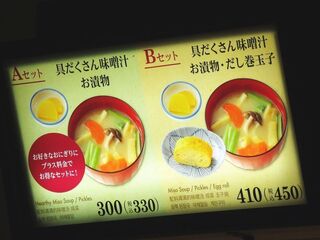 Aセット
具だくさん味噌汁
お漬物
お好きなおにぎりに
プラス料金で
お得なセットに!
Hearthy Miso Soup / Pickles
300(税込330)
Bセット
具だくさん味噌汁
お漬物・だし巻玉子
Miso Soup / Pickles / Egg roll
410(税込450)